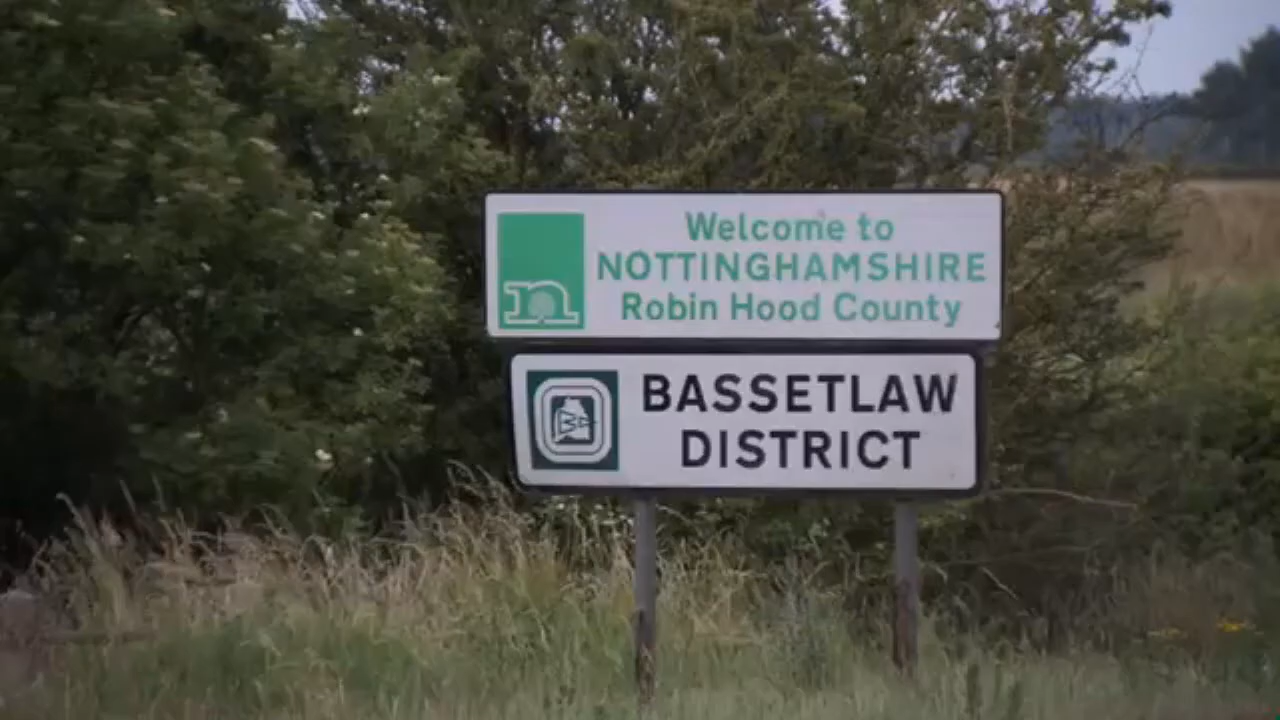 Welcome to
NOTTINGHAMSHIRE
Robin Hood County
n
BASSETLAW
DISTRICT